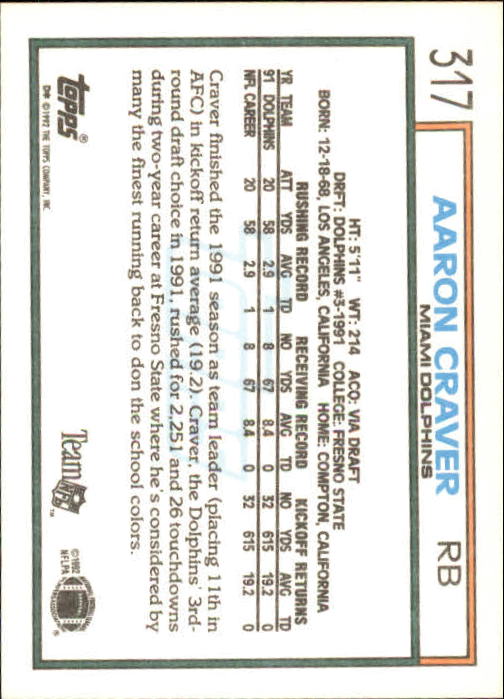 317
AARON CRAVER RB
MIAMI DOLPHINS
HT: 5'11" WT: 214 ACQ: VIA DRAFT
DRFT: DOLPHINS #3-1991 COLLEGE: FRESNO STATE
BORN: 12-18-68, LOS ANGELES, CALIFORNIA HOME: COMPTON, CALIFORNIA
RUSHING RECORD RECEIVING RECORD KICKOFF RETURNS
YR TEAM ATT YDS AVG TD NO YDS AVG TD NO YDS AVG TD
91 DOLPHINS 20 58 2.9 1 8 67 8.4 0 32 615 19.2 0
NFL CAREER 20 58 2.9 1 8 67 8.4 0 32 615 19.2 0
Craver finished the 1991 season as team leader (placing 11th in
AFC) in kickoff return average (19.2). Craver, the Dolphins' 3rd-
round draft choice in 1991, rushed for 2,251 and 26 touchdowns
during two-year career at Fresno State where he's considered by
many the finest running back to don the school colors.
Topps®
D® © 1992 THE TOPPS COMPANY, INC.
Team NFL™
© 1992
NFLPA